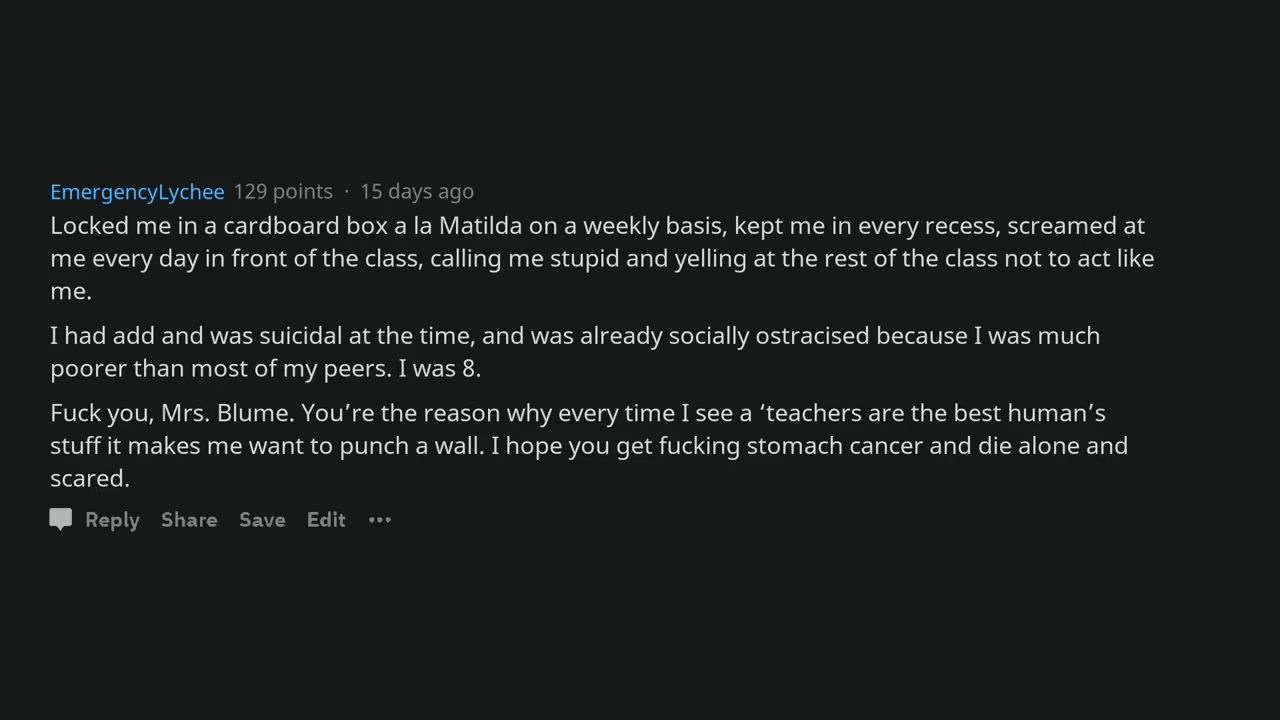 EmergencyLychee 129 points · 15 days ago
Locked me in a cardboard box a la Matilda on a weekly basis, kept me in every recess, screamed at
me every day in front of the class, calling me stupid and yelling at the rest of the class not to act like
me.
I had add and was suicidal at the time, and was already socially ostracised because I was much
poorer than most of my peers. I was 8.
Fuck you, Mrs. Blume. You’re the reason why every time I see a ‘teachers are the best human’s
stuff it makes me want to punch a wall. I hope you get fucking stomach cancer and die alone and
scared.
Reply Share Save Edit •••